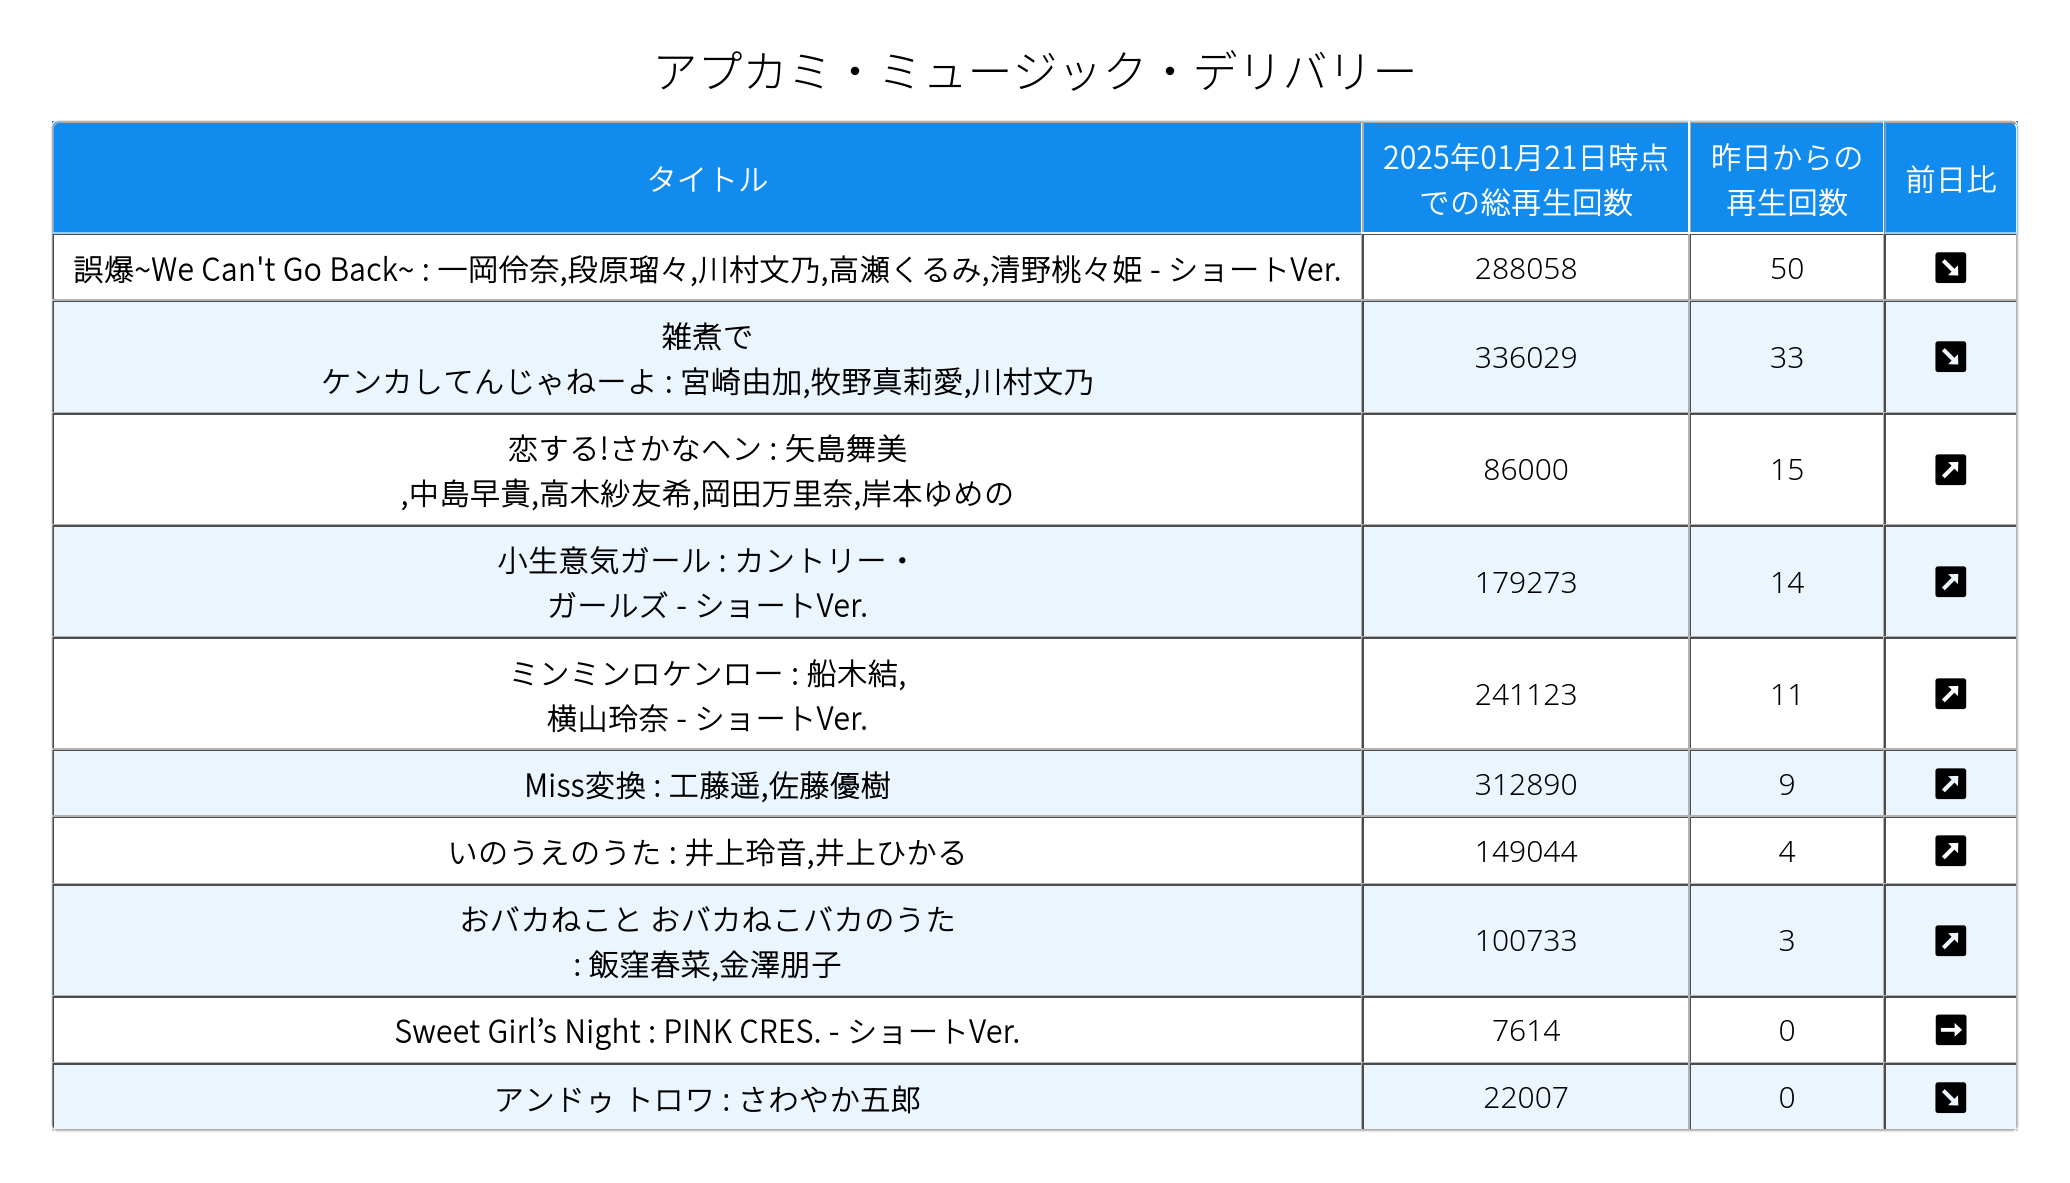 アプカミ・ミュージック・デリバリー
タイトル
2025年01月21日時点
での総再生回数
昨日からの
再生回数
前日比
誤爆~We Can't Go Back~ : 一岡伶奈,段原瑠々,川村文乃,高瀬くるみ,清野桃々姫 - ショートVer.
288058
50
雑煮で
ケンカしてんじゃねーよ : 宮崎由加,牧野真莉愛,川村文乃
336029
33
恋する!さかなヘン : 矢島舞美
,中島早貴,高木紗友希,岡田万里奈,岸本ゆめの
86000
15
小生意気ガール : カントリー・
ガールズ - ショートVer.
179273
14
ミンミンロケンロー : 船木結,
横山玲奈 - ショートVer.
241123
11
Miss変換 : 工藤遥,佐藤優樹
312890
9
いのうえのうた : 井上玲音,井上ひかる
149044
4
おバカねこと おバカねこバカのうた
: 飯窪春菜,金澤朋子
100733
3
Sweet Girl’s Night : PINK CRES. - ショートVer.
7614
0
アンドゥ トロワ : さわやか五郎
22007
0